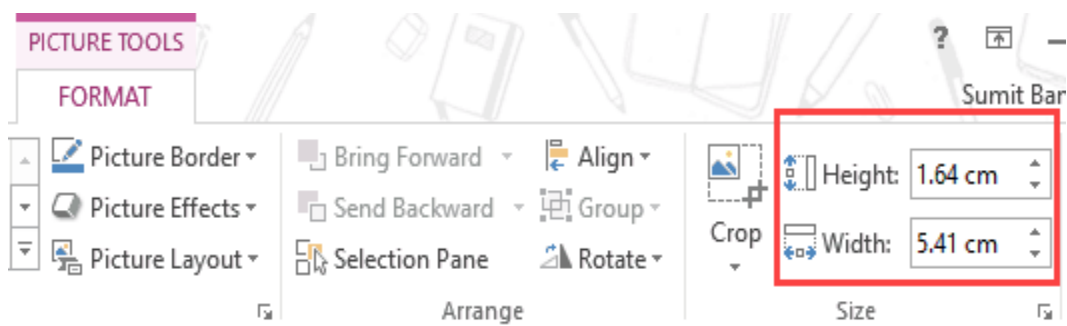 PICTURE TOOLS
?
FORMAT
Sumit Ban
Picture Border
Bring Forward
Align
Height: 1.64 cm
Picture Effects
Send Backward
Group
Crop
Width: 5.41 cm
Picture Layout
Selection Pane
Rotate
Arrange
Size